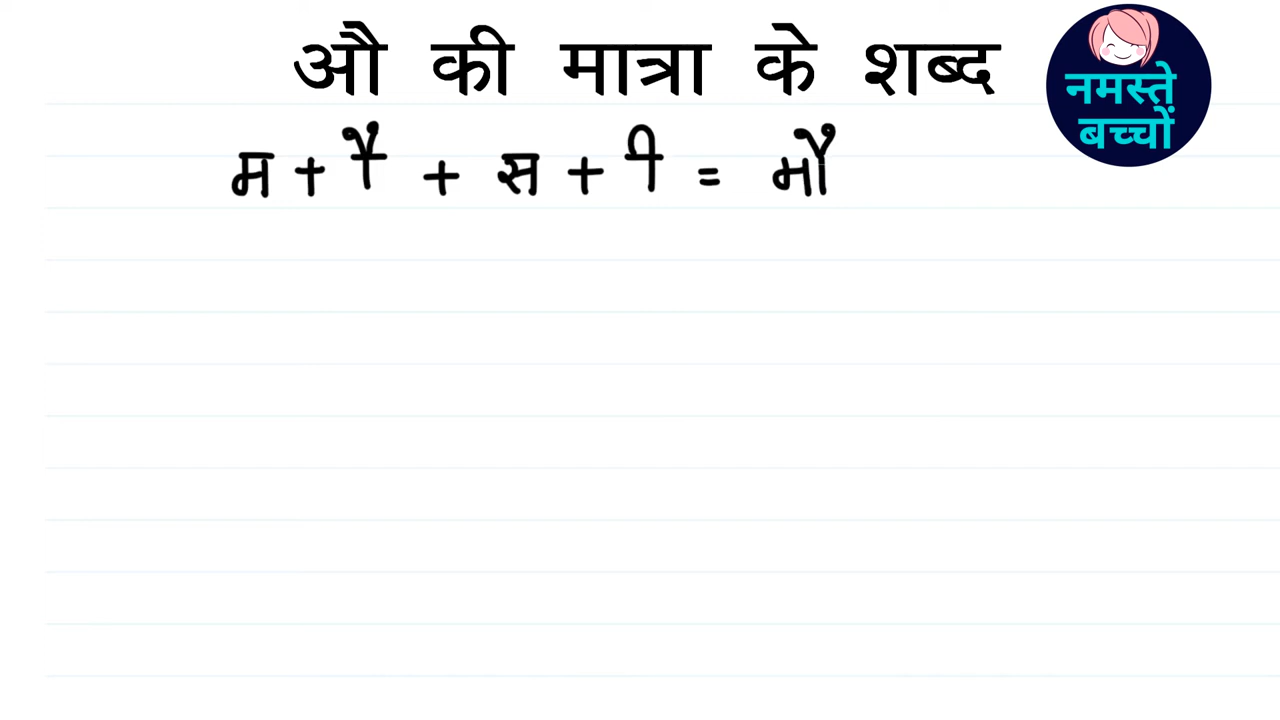 औ की मात्रा के शब्द
नमस्ते
बच्चों
म + ौ + स + ी = मौ